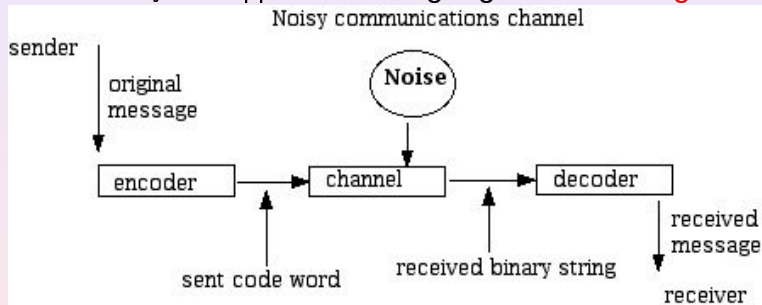 Noisy communications channel
sender
Noise
original
message
encoder
channel
decoder
sent code word
received binary string
received
message
receiver